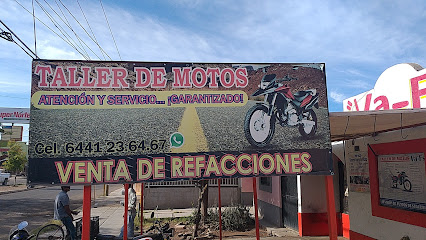 TALLER DE MOTOS
ATENCIÓN Y SERVICIO... ¡GARANTIZADO!
Cel. 6441-23.64.67
VENTA DE REFACCIONES